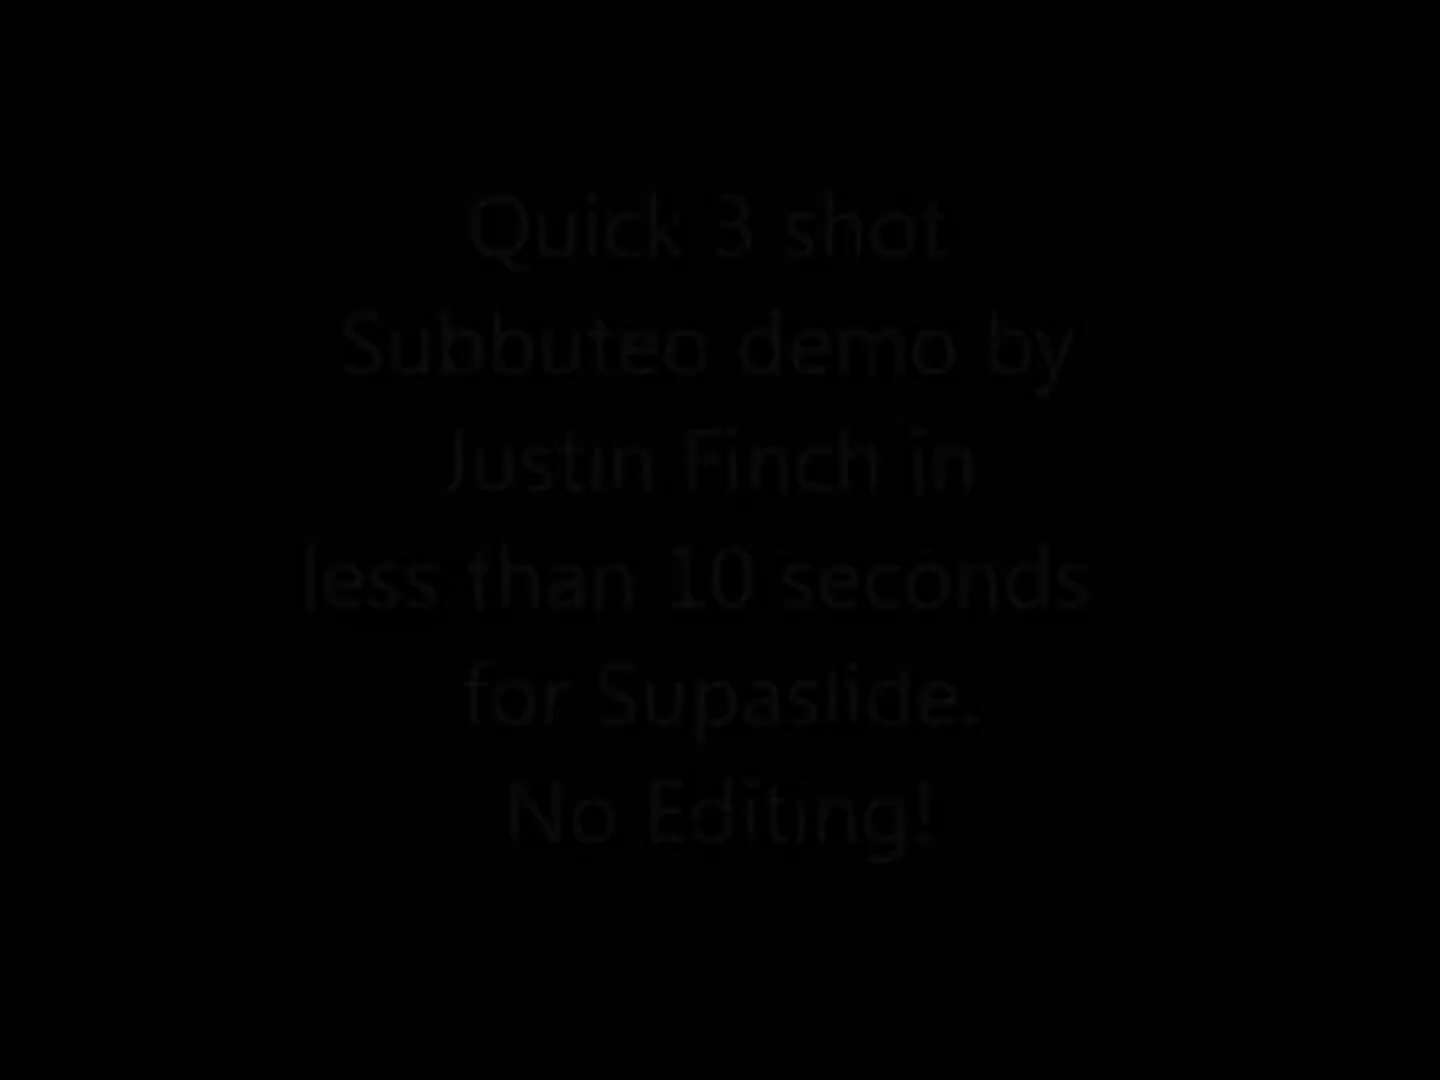 Quick 3 shot
Subbuteo demo by
Justin Finch in
less than 10 seconds
for Supaslide.
No Editing!